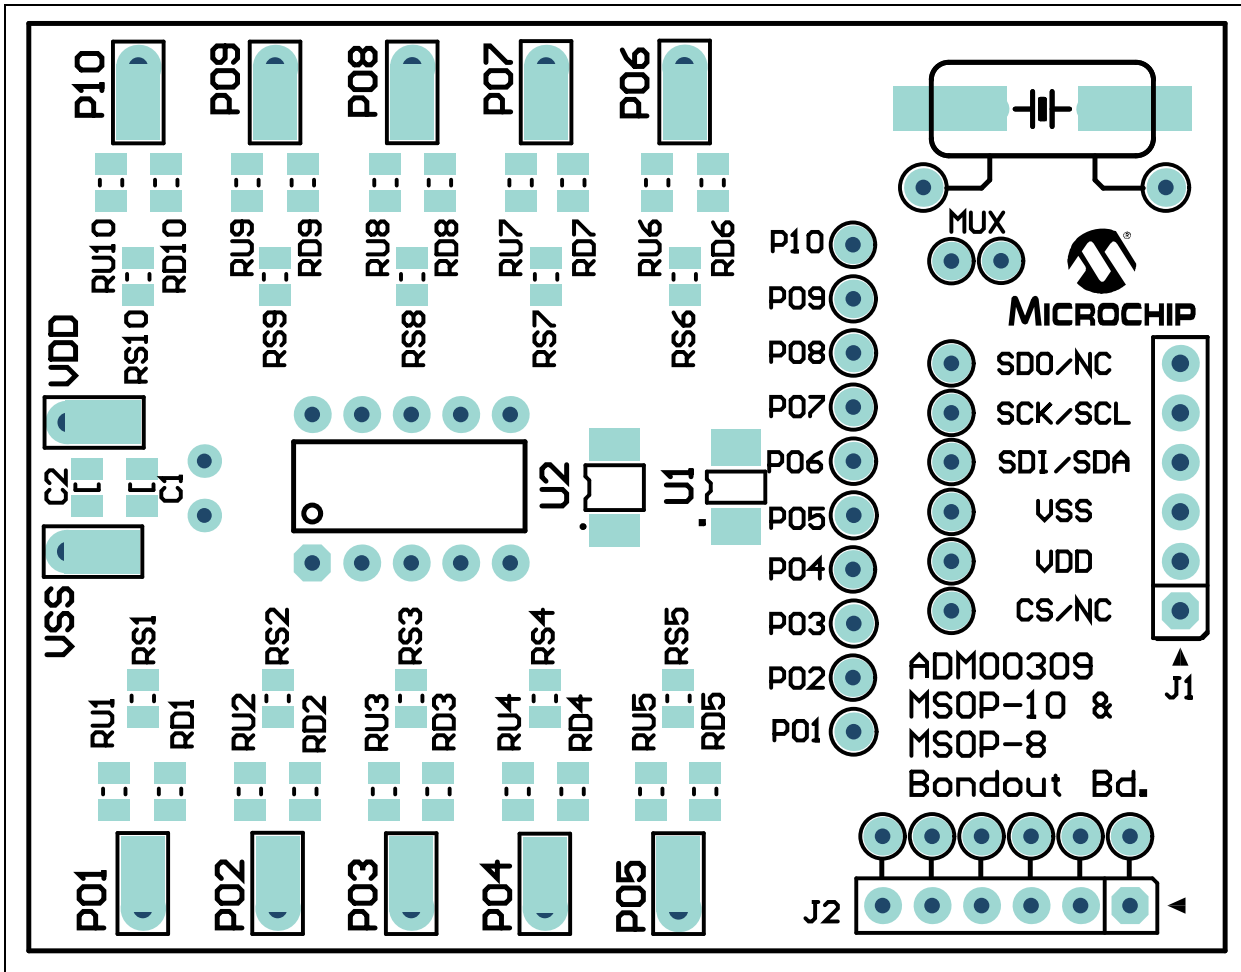 P10
P09
P08
P07
P06
RU10
RD10
RU9
RD9
RU8
RD8
RU7
RD7
RU6
RD6
RS10
RS9
RS8
RS7
RS6
MUX
®
MICROCHIP
P10
P09
P08
P07
P06
P05
P04
P03
P02
P01
SDO/NC
SCK/SCL
SDI/SDA
VSS
VDD
CS/NC
J1
VDD
C2
C1
VSS
U2
U1
RS1
RS2
RS3
RS4
RS5
RU1
RD1
RU2
RD2
RU3
RD3
RU4
RD4
RU5
RD5
P01
P02
P03
P04
P05
ADM00309
MSOP-10 &
MSOP-8
Bondout Bd.
J2